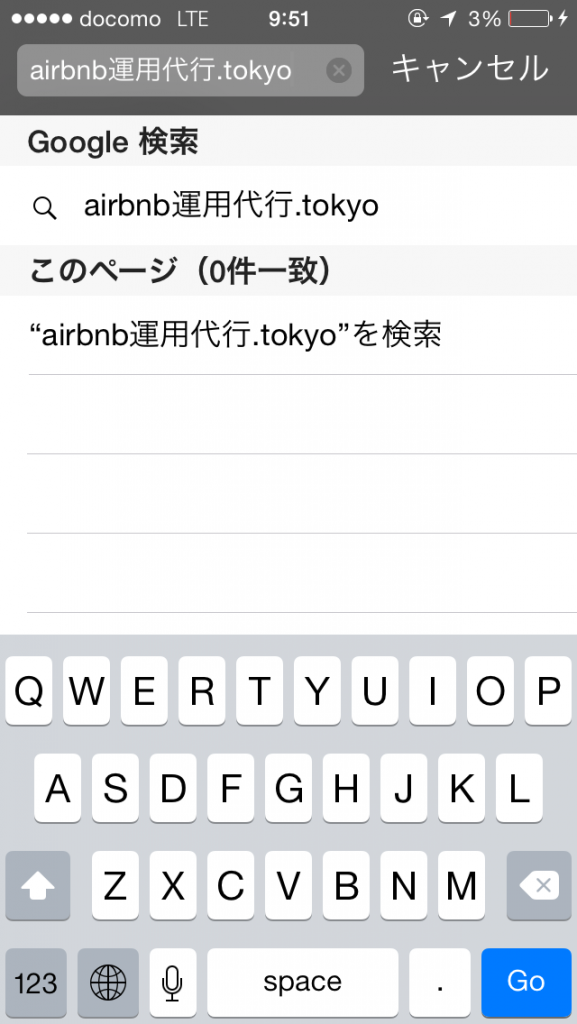 docomo LTE 9:51 3%
airbnb運用代行.tokyo キャンセル
Google 検索
airbnb運用代行.tokyo
このページ（0件一致）
“airbnb運用代行.tokyo”を検索
Q W E R T Y U I O P
A S D F G H J K L
Z X C V B N M
123 space . Go